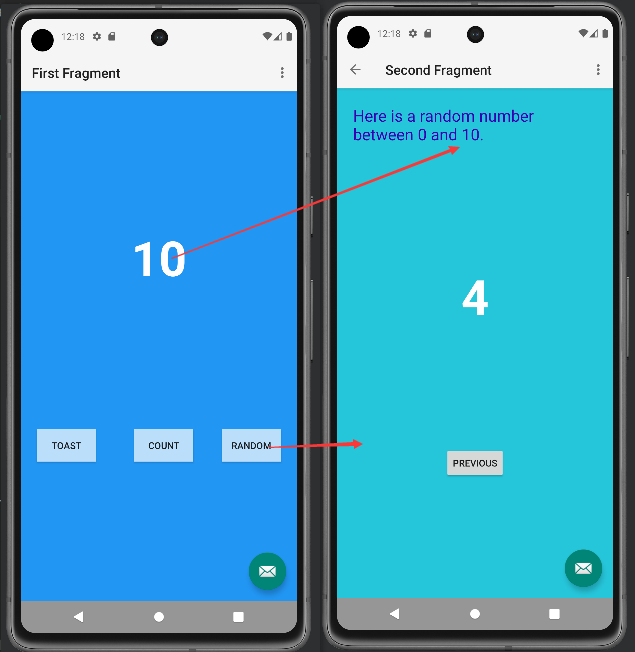 12:18
First Fragment
10
TOAST
COUNT
RANDOM
12:18
Second Fragment
Here is a random number
between 0 and 10.
4
PREVIOUS